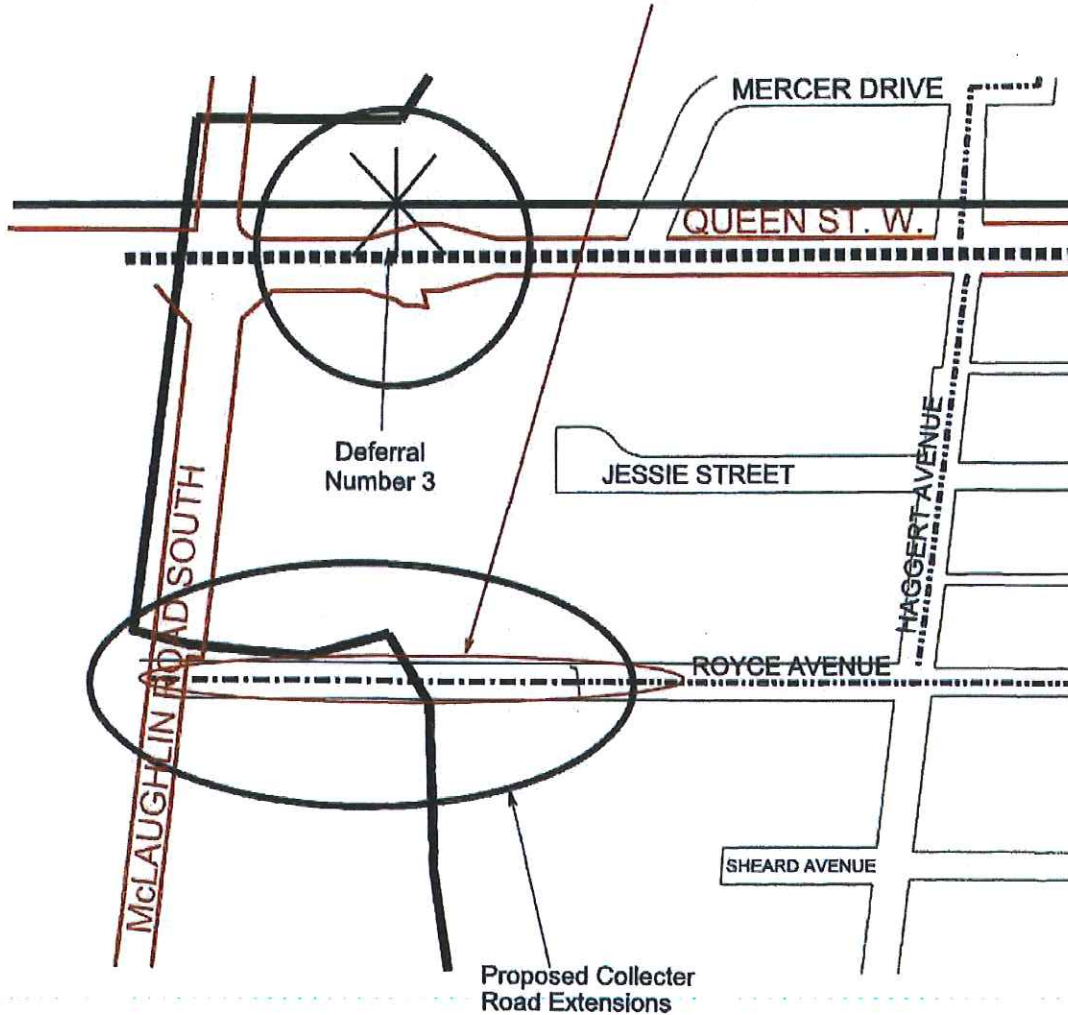 MERCER DRIVE
QUEEN ST. W.
Deferral
Number 3
JESSIE STREET
HAGGERT AVENUE
McLAUGHLIN ROAD SOUTH
ROYCE AVENUE
SHEARD AVENUE
Proposed Collecter
Road Extensions